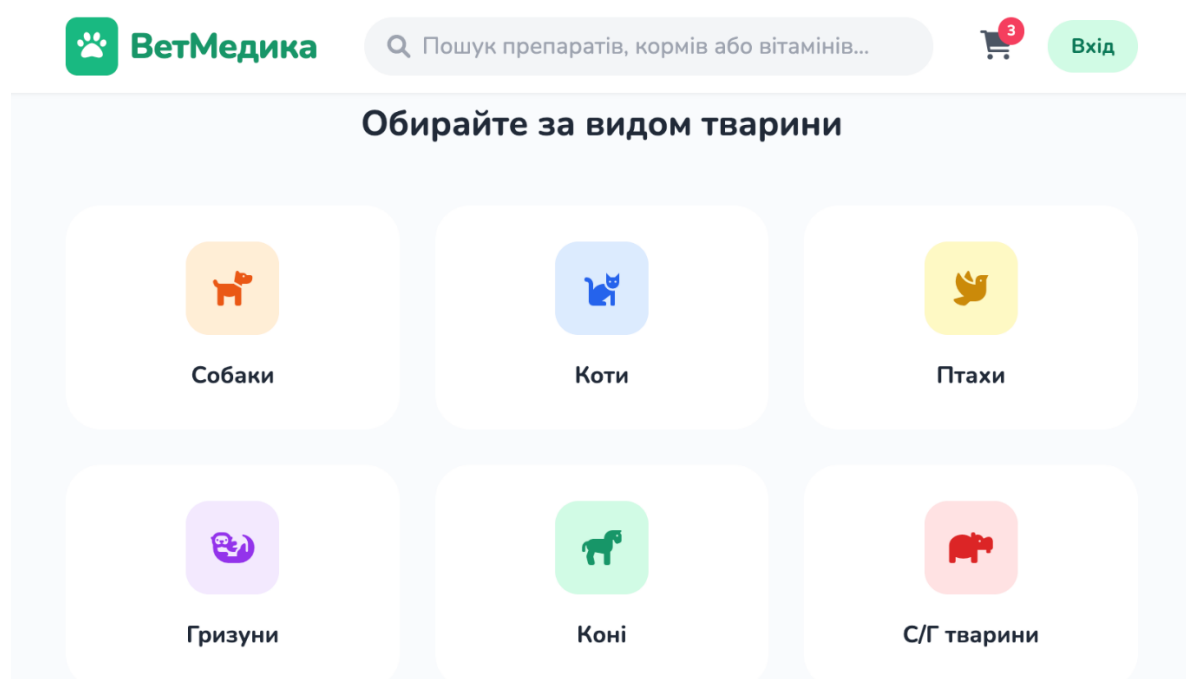 ВетМедика
Пошук препаратів, кормів або вітамінів...
3
Вхід
Обирайте за видом тварини
Собаки
Коти
Птахи
Гризуни
Коні
С/Г тварини